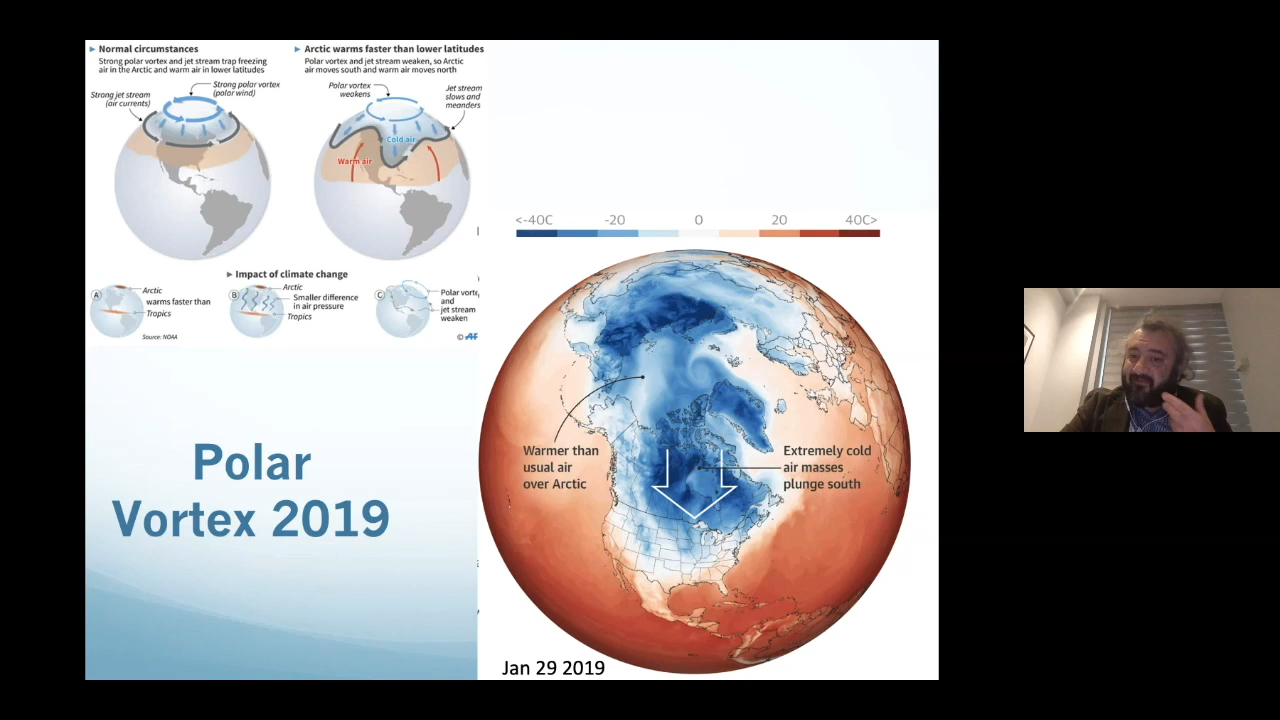 Normal circumstances
Strong polar vortex and jet stream trap freezing
air in the Arctic and warm air in lower latitudes
Strong jet stream
(air currents)
Strong polar vortex
(polar wind)
Arctic warms faster than lower latitudes
Polar vortex and jet stream weaken, so Arctic
air moves south and warm air moves north
Polar vortex
weakens
Jet stream
slows and
meanders
Cold air
Warm air
Impact of climate change
A
Arctic
warms faster than
Tropics
B
Arctic
Smaller difference
in air pressure
Tropics
C
Polar
and
jet stream
weaken
Source: NOAA
Polar
Vortex 2019
<-40C -20 0 20 40C>
Warmer than
usual air
over Arctic
Extremely cold
air masses
plunge south
Jan 29 2019